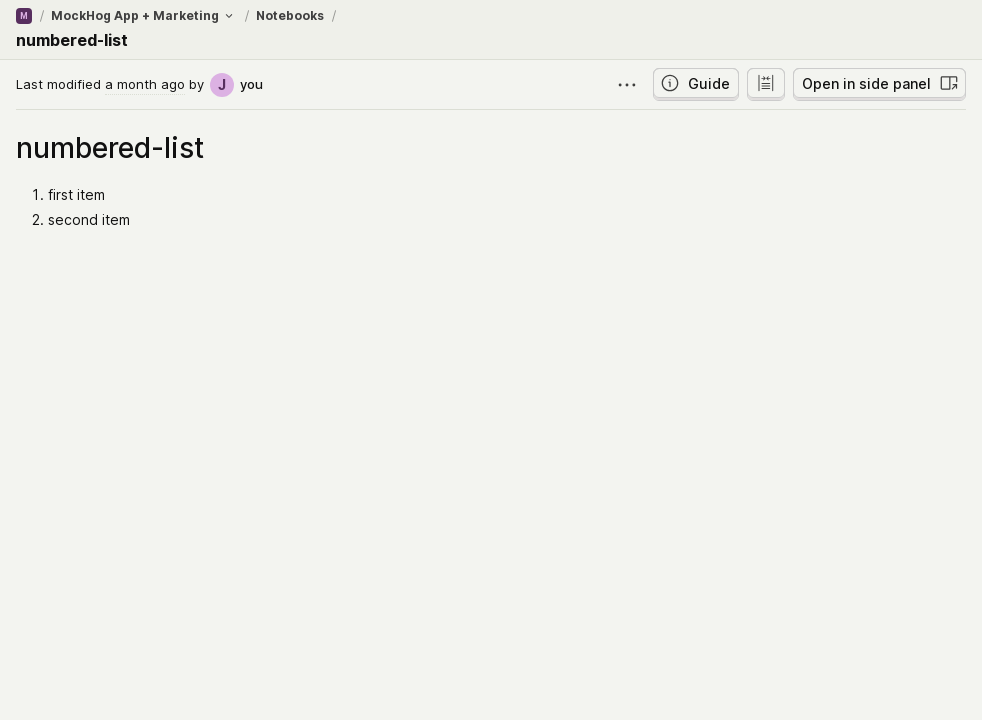 M / MockHog App + Marketing / Notebooks /
numbered-list
Last modified a month ago by J you
Guide
Open in side panel
numbered-list
1. first item
2. second item